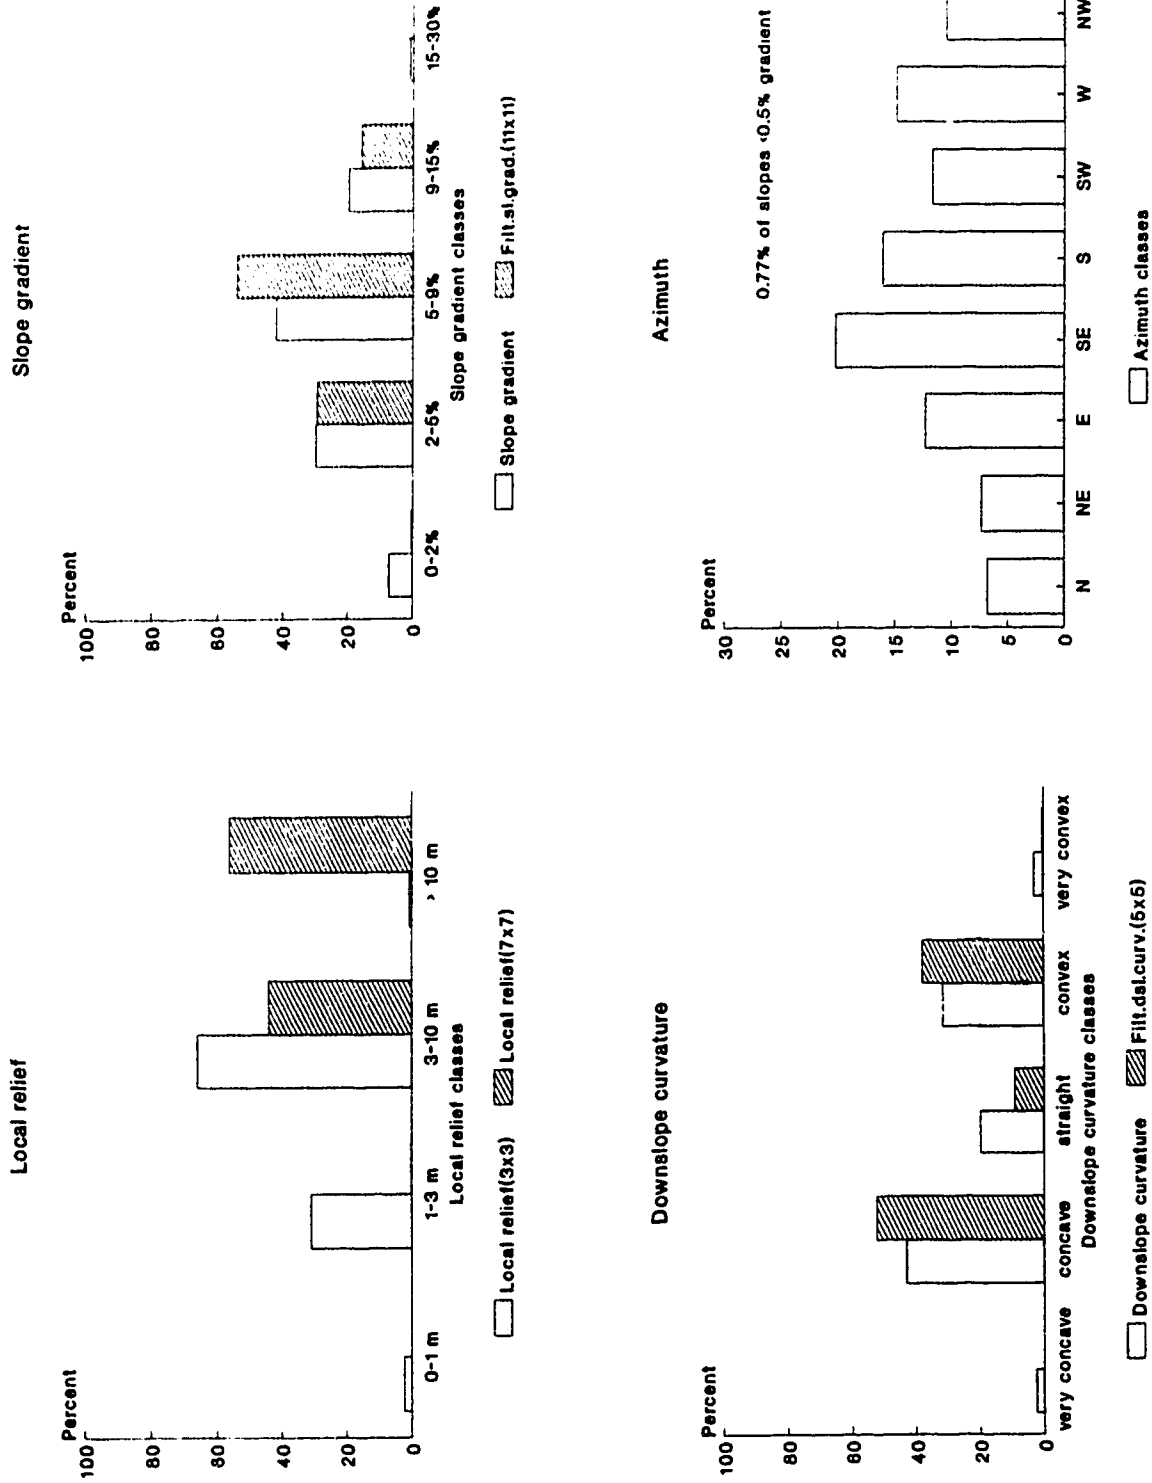 Local relief
Percent
100
80
60
40
20
0
0-1 m
1-3 m
3-10 m
> 10 m
Local relief classes
Local relief(3x3)
Local relief(7x7)
Slope gradient
Percent
100
80
60
40
20
0
0-2%
2-5%
5-9%
9-15%
15-30%
Slope gradient classes
Slope gradient
Filt.sl.grad.(11x11)
Downslope curvature
Percent
100
80
60
40
20
0
very concave
concave
straight
convex
very convex
Downslope curvature classes
Downslope curvature
Filt.dsl.curv.(5x5)
Azimuth
0.77% of slopes <0.5% gradient
Percent
30
25
20
15
10
5
0
N
NE
E
SE
S
SW
W
NW
Azimuth classes